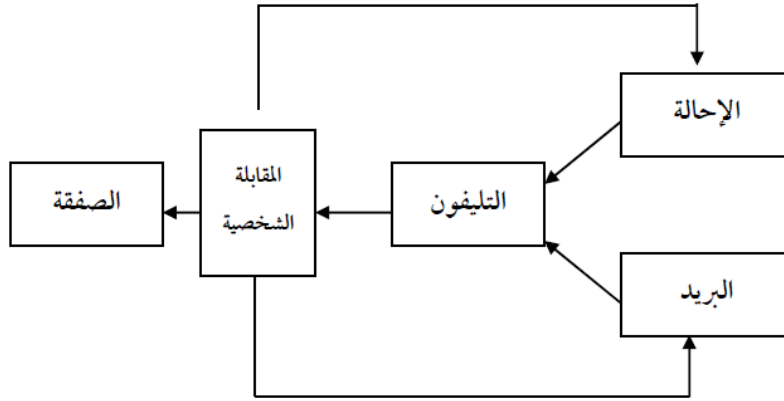 الإحالة
المقابلة
الشخصية
التليفون
الصفقة
البريد